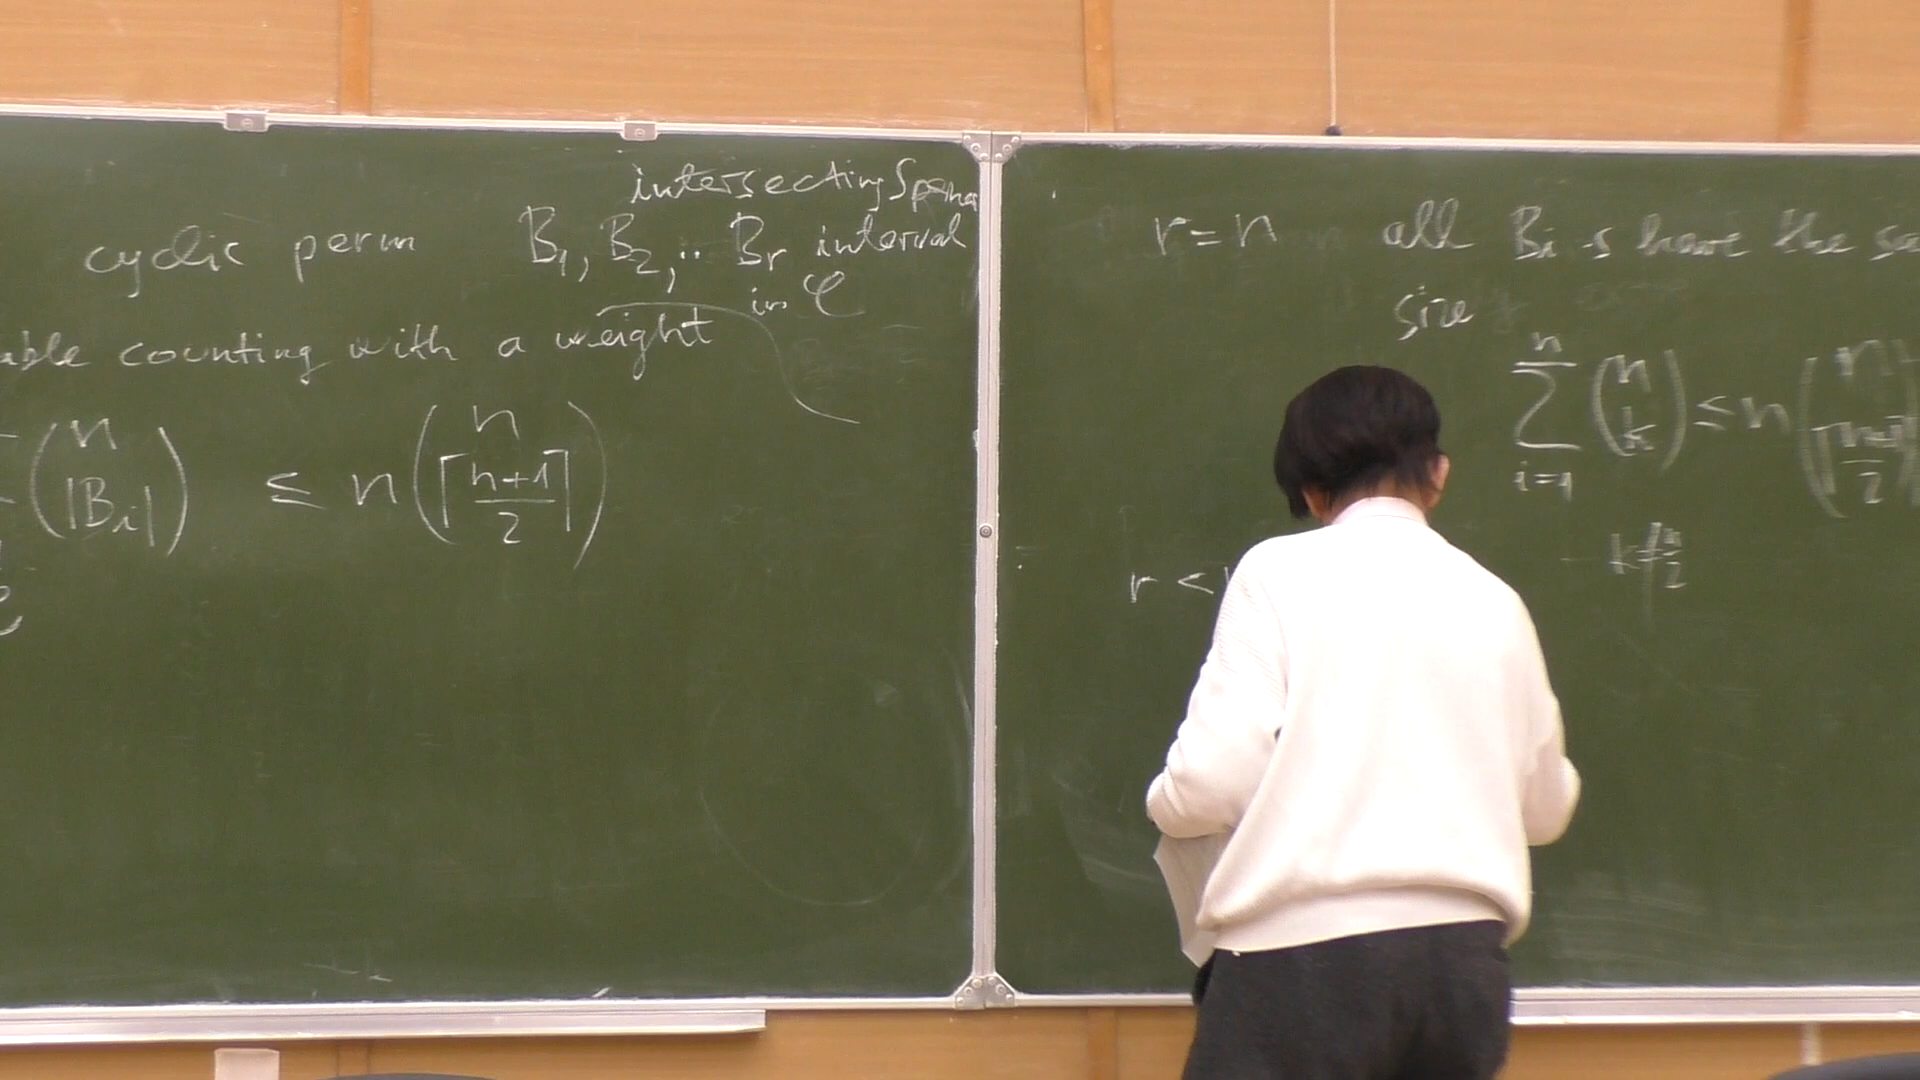 intersecting Sperne
cyclic perm B₁, B₂, .. Bᵣ interval
in 𝒞
able counting with a weight
(n |Bᵢ|) ≤ n (n ⌈n+1/2⌉)
r = n all Bi-s have the sa
size
n ∑ i=1 (n k) ≤ n (n ⌈n+1/2⌉
k ≠ n/2
r <